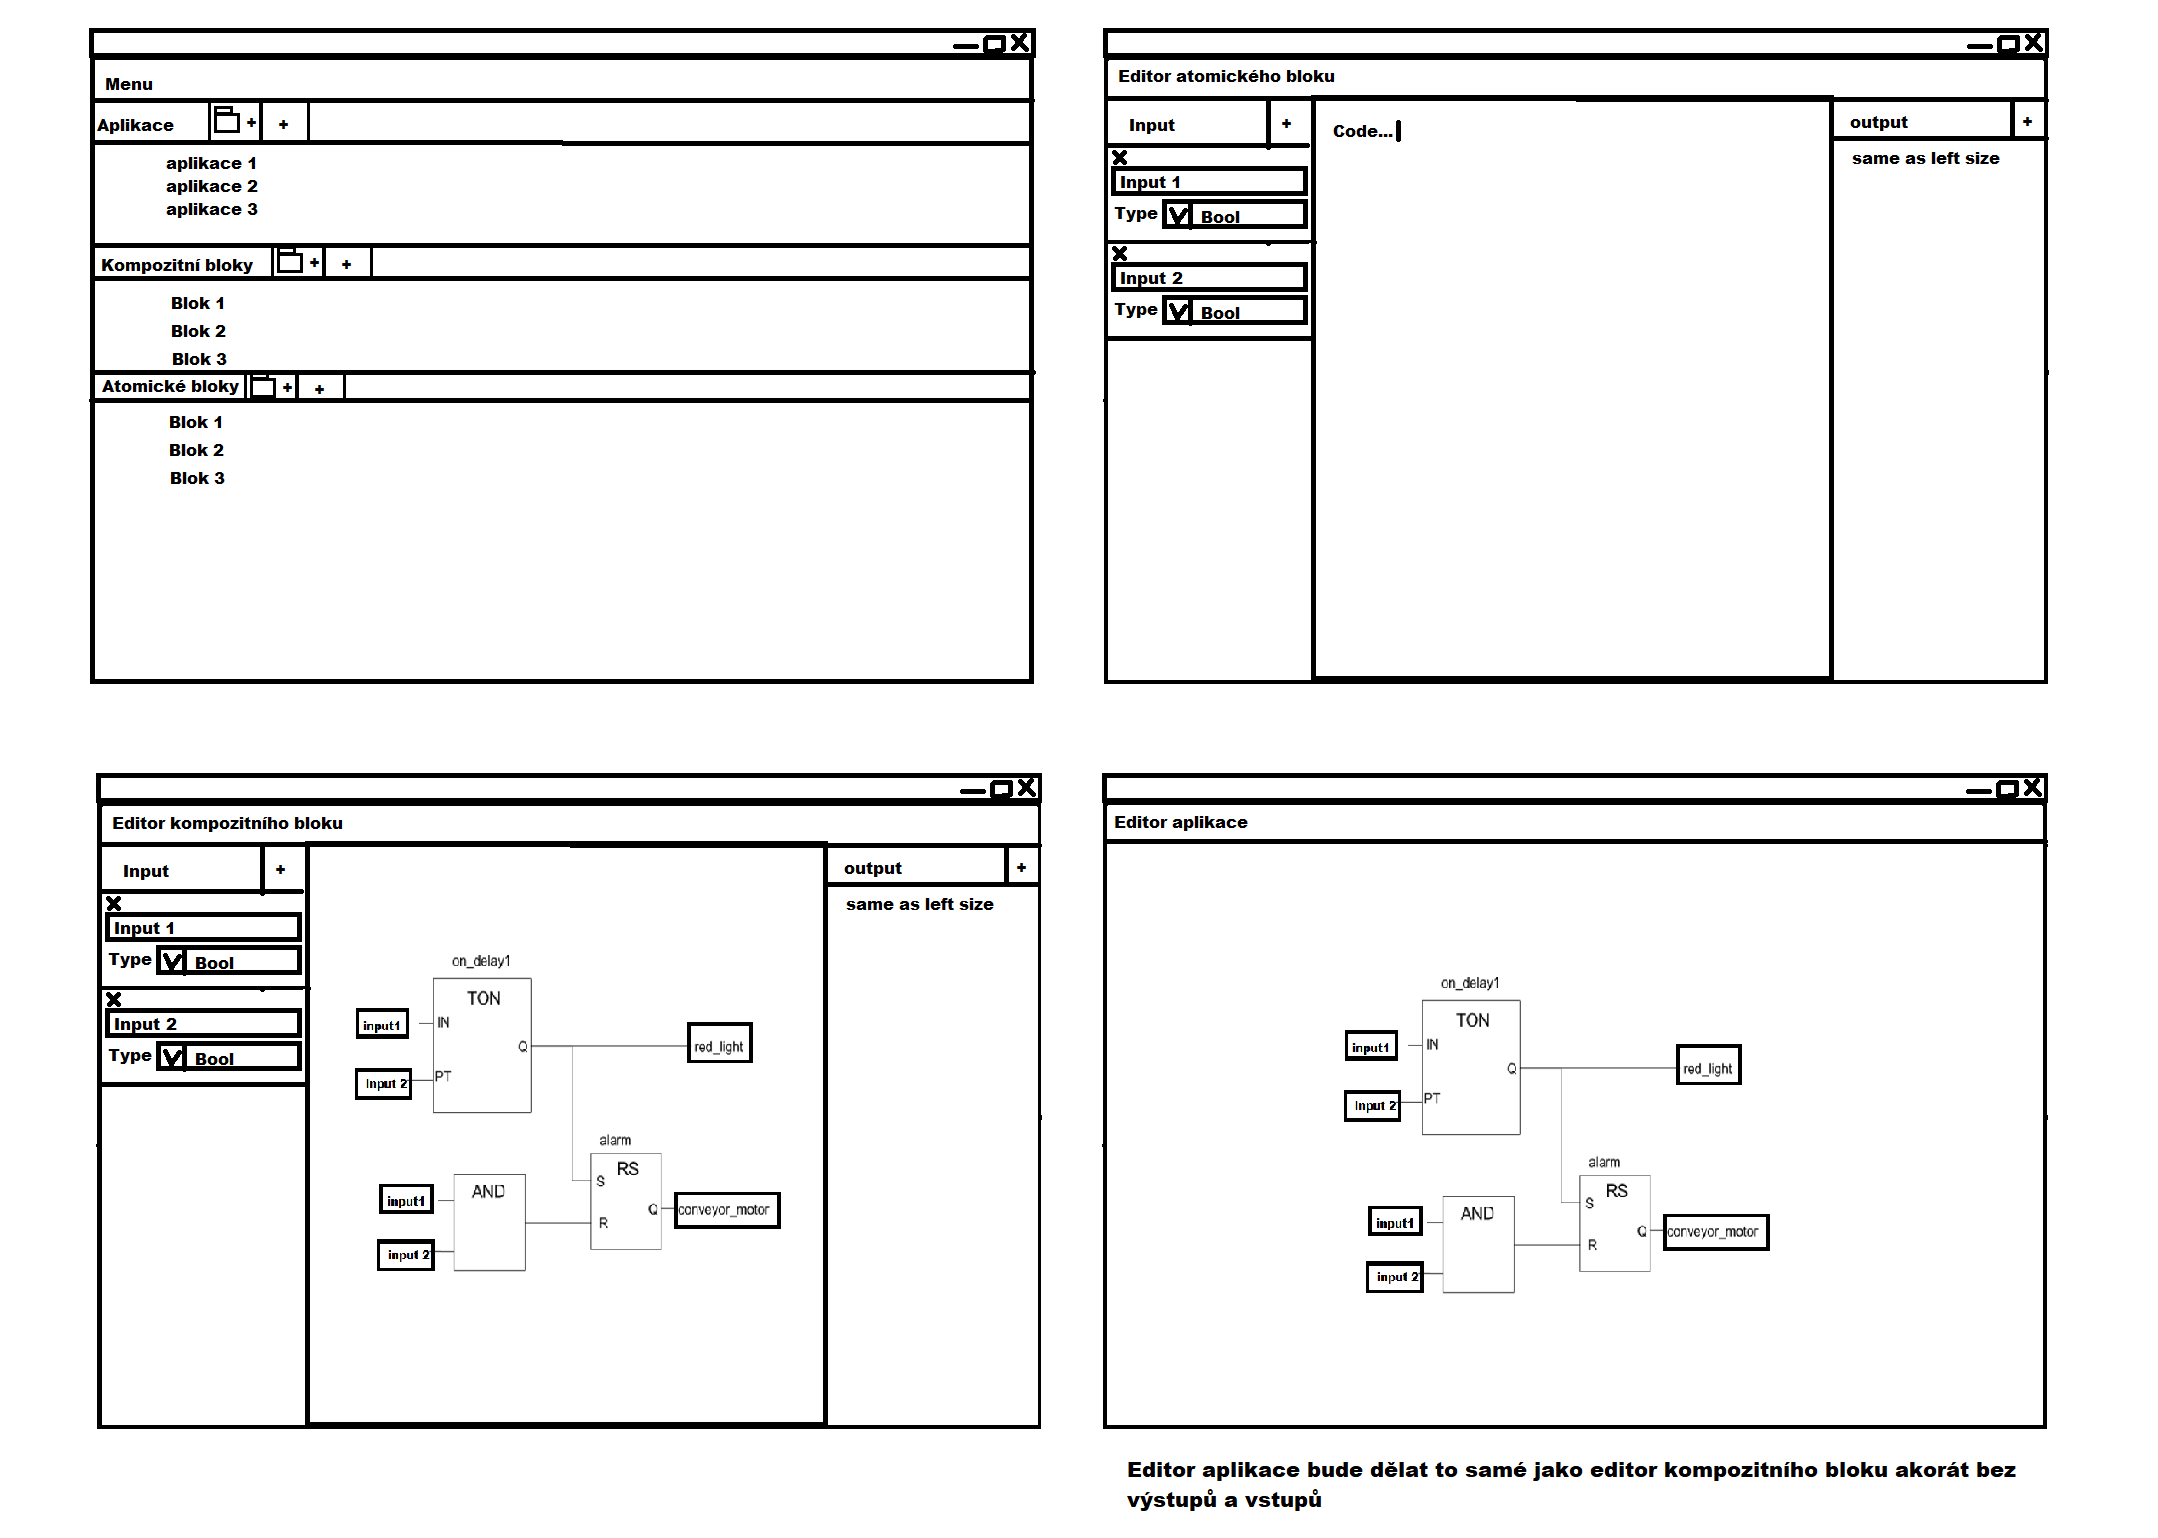 Menu
Aplikace + +
aplikace 1
aplikace 2
aplikace 3
Kompozitní bloky + +
Blok 1
Blok 2
Blok 3
Atomické bloky + +
Blok 1
Blok 2
Blok 3
Editor atomického bloku
Input +
Input 1
Type Bool
Input 2
Type Bool
Code...
output +
same as left size
Editor kompozitního bloku
Input +
Input 1
Type Bool
Input 2
Type Bool
on_delay1
TON
input1 IN
Q red_light
Input 2 PT
alarm
RS
AND
S
input1
Q conveyor_motor
R
input 2
output +
same as left size
Editor aplikace
on_delay1
TON
input1 IN
Q red_light
Input 2 PT
alarm
RS
AND
S
input1
Q conveyor_motor
R
input 2
Editor aplikace bude dělat to samé jako editor kompozitního bloku akorát bez
výstupů a vstupů